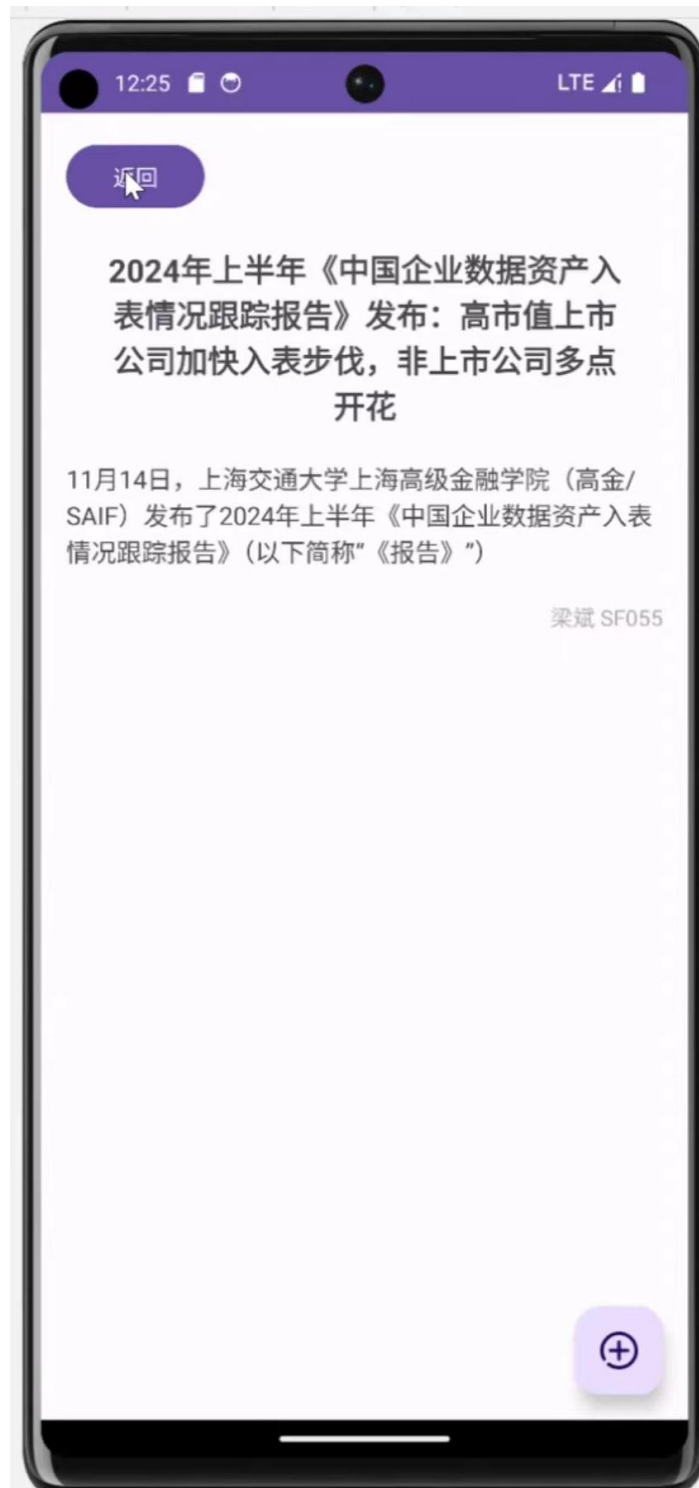 12:25
LTE
返回
2024年上半年《中国企业数据资产入
表情况跟踪报告》发布：高市值上市
公司加快入表步伐，非上市公司多点
开花
11月14日，上海交通大学上海高级金融学院（高金/
SAIF）发布了2024年上半年《中国企业数据资产入表
情况跟踪报告》（以下简称“《报告》”）
梁斌 SF055